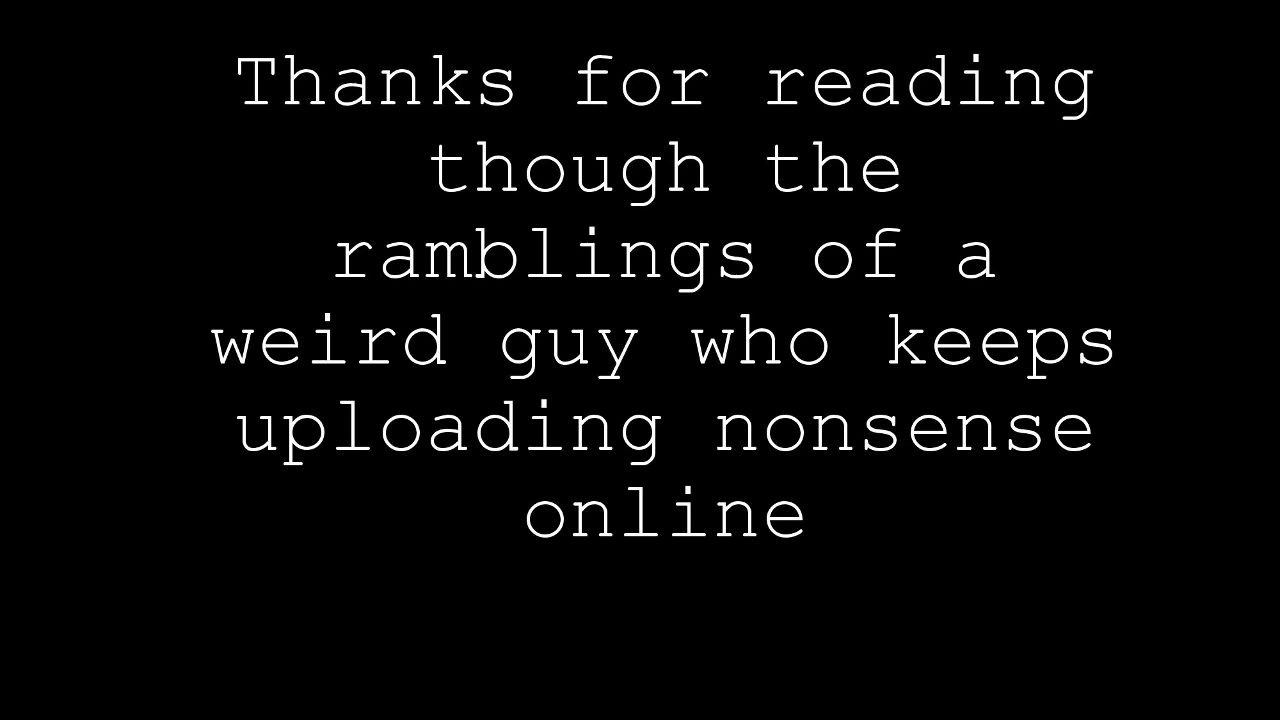 Thanks for reading
though the
ramblings of a
weird guy who keeps
uploading nonsense
online